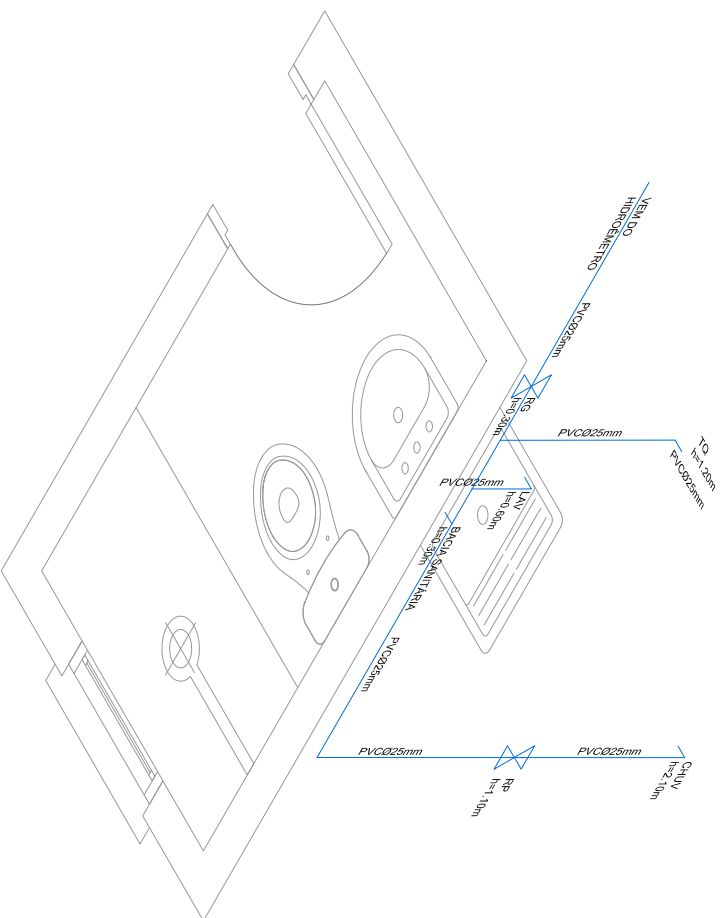 VEM DO
HIDROÊMETRO
PVCØ25mm
RG
h=0.30m
PVCØ25mm
TQ
h=1.20m
PVCØ25mm
PVCØ25mm
LAV
h=0.60m
BACIA SANITÁRIA
h=0.30m
PVCØ25mm
PVCØ25mm
RP
h=1.10m
PVCØ25mm
CHUV
h=2.10m